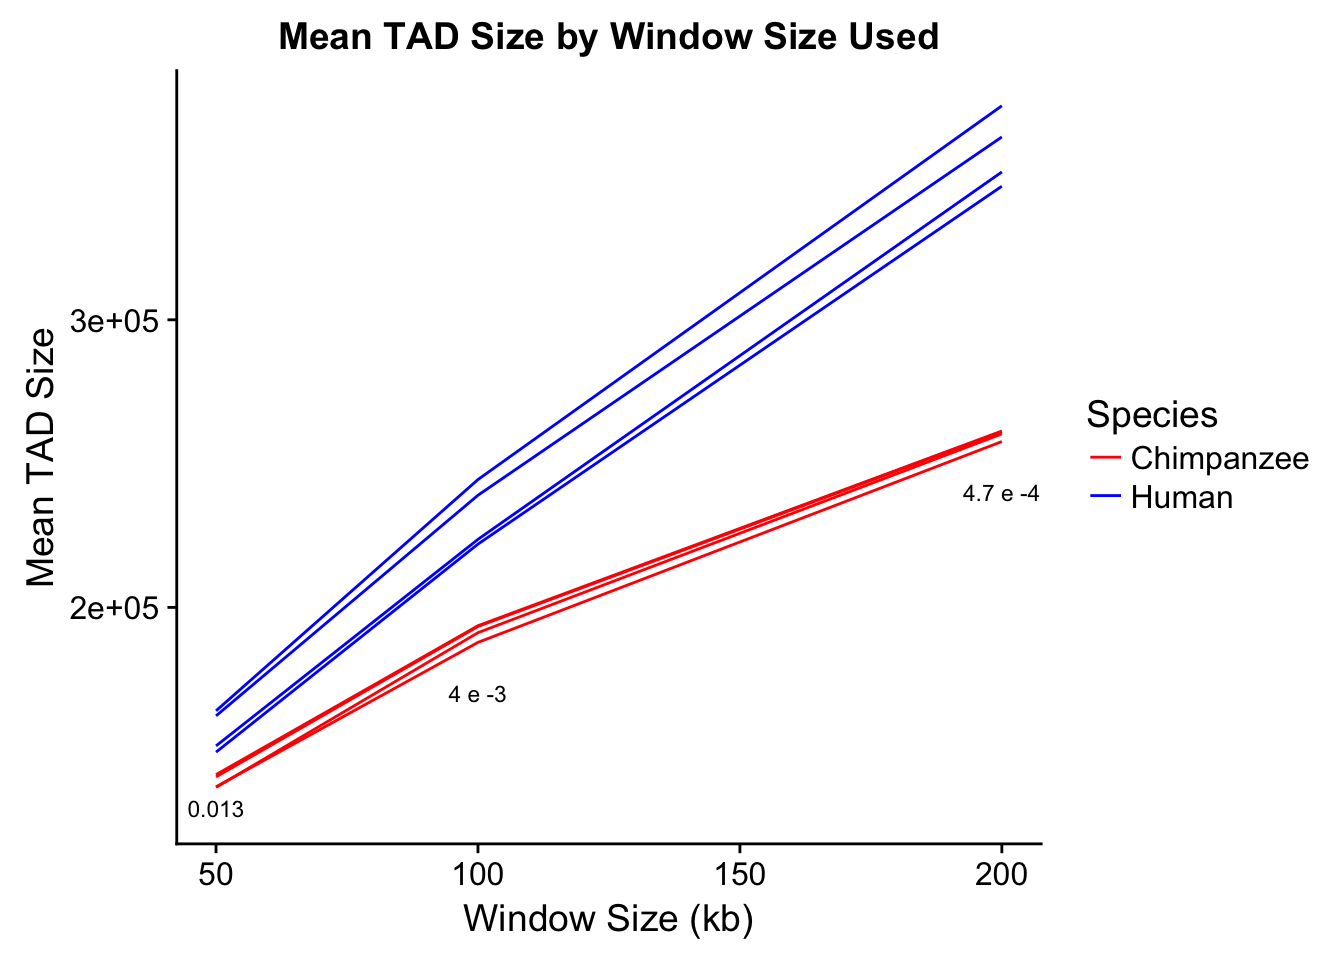 Mean TAD Size by Window Size Used
Mean TAD Size
3e+05
2e+05
4.7 e -4
4 e -3
0.013
50
100
150
200
Window Size (kb)
Species
Chimpanzee
Human